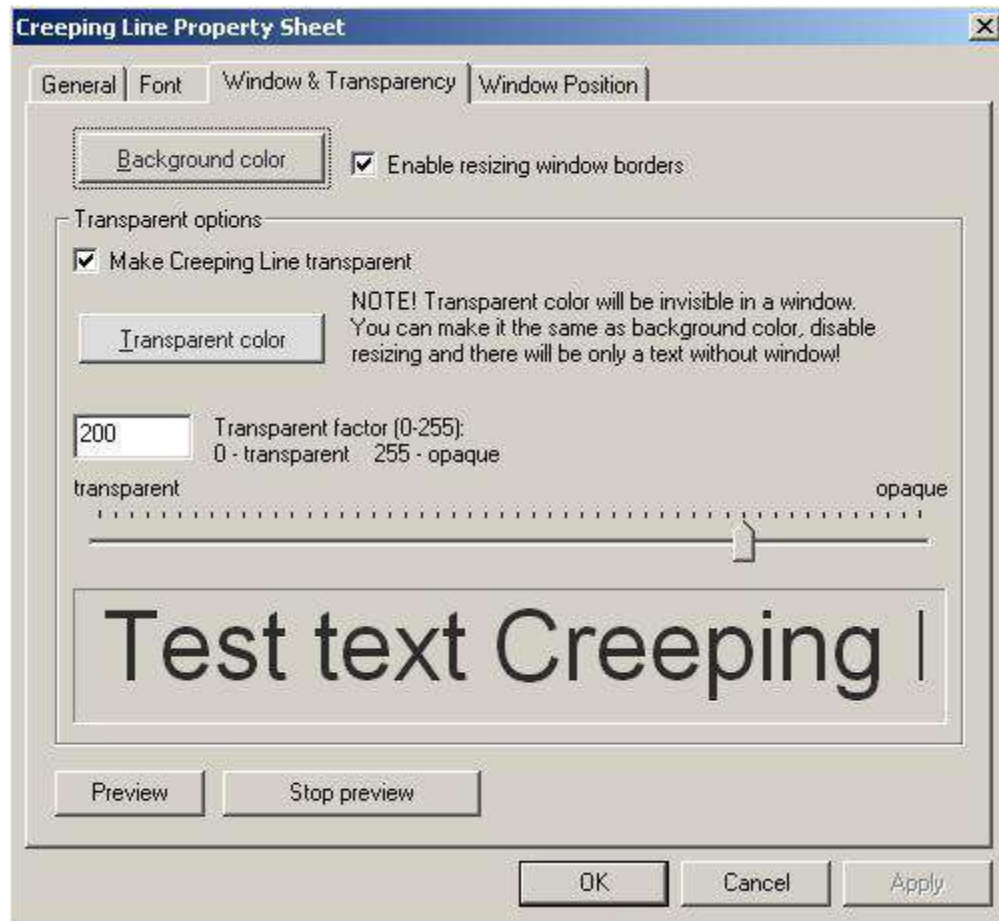 Creeping Line Property Sheet
General Font Window & Transparency Window Position
Background color Enable resizing window borders
Transparent options
Make Creeping Line transparent
Transparent color
NOTE! Transparent color will be invisible in a window.
You can make it the same as background color, disable
resizing and there will be only a text without window!
200
Transparent factor (0-255):
0 - transparent 255 - opaque
transparent opaque
Test text Creeping
Preview Stop preview
OK Cancel Apply